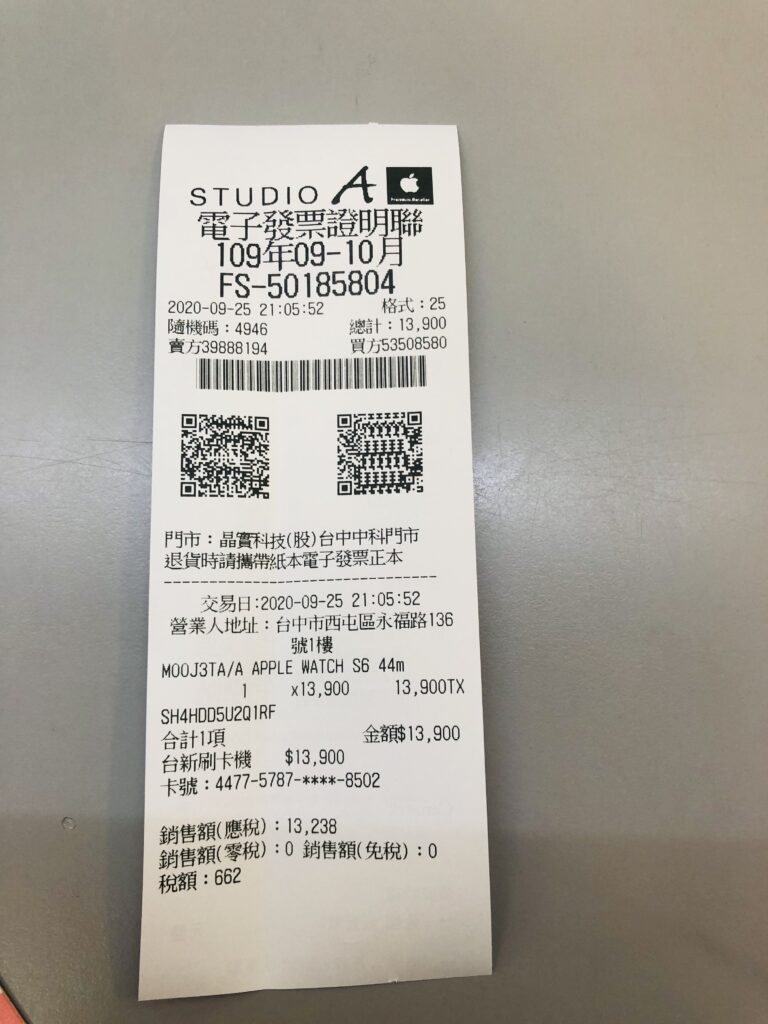 STUDIO A
Premium Reseller
電子發票證明聯
109年09-10月
FS-50185804
2020-09-25 21:05:52 格式：25
隨機碼：4946 總計：13,900
賣方39888194 買方53508580
門市：晶實科技(股)台中中科門市
退貨時請攜帶紙本電子發票正本
--------------------------------
交易日:2020-09-25 21:05:52
營業人地址：台中市西屯區永福路136
號1樓
M00J3TA/A APPLE WATCH S6 44m
1 x13,900 13,900TX
SH4HDD5U2Q1RF
合計1項 金額$13,900
台新刷卡機 $13,900
卡號：4477-5787-****-8502
銷售額(應稅)：13,238
銷售額(零稅)：0 銷售額(免稅)：0
稅額：662